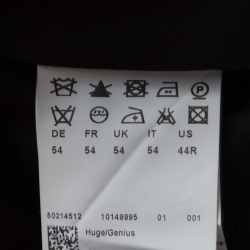 DE FR UK IT US
54 54 54 54 44R
50214512 10149995 01 001
Huge/Genius